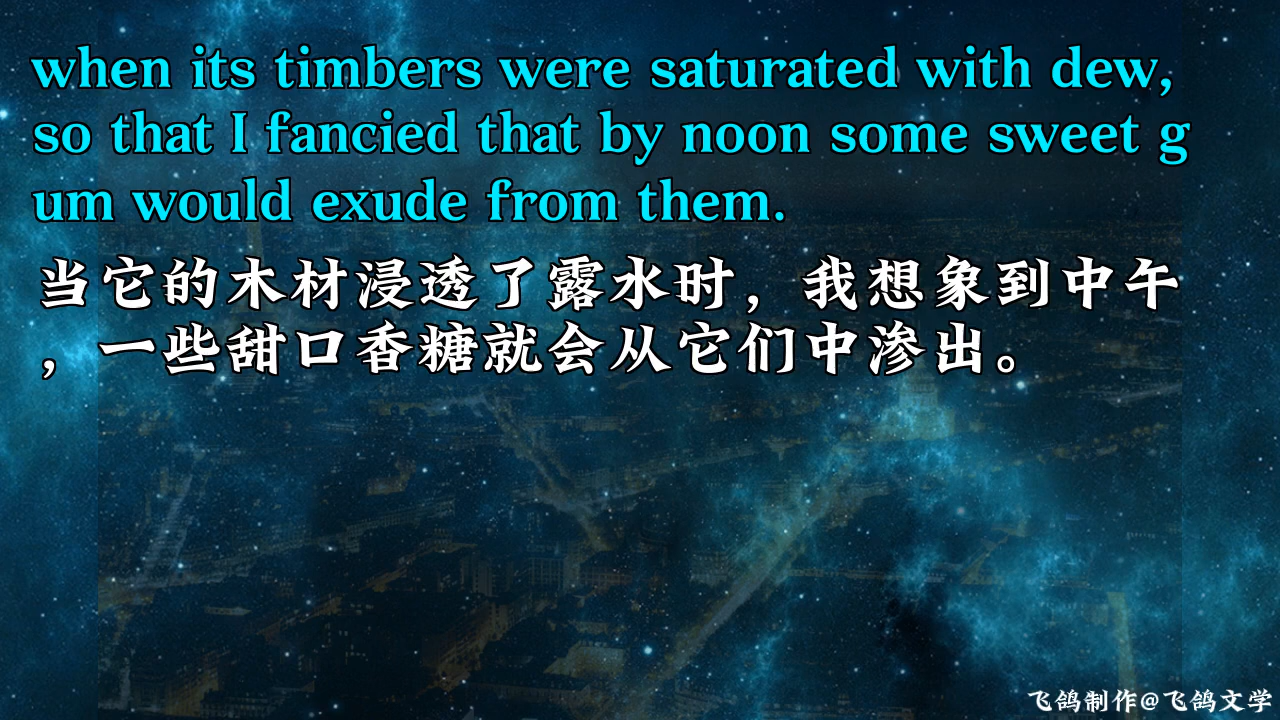 when its timbers were saturated with dew,
so that I fancied that by noon some sweet g
um would exude from them.
当它的木材浸透了露水时，我想象到中午
，一些甜口香糖就会从它们中渗出。
飞鸽制作@飞鸽文学